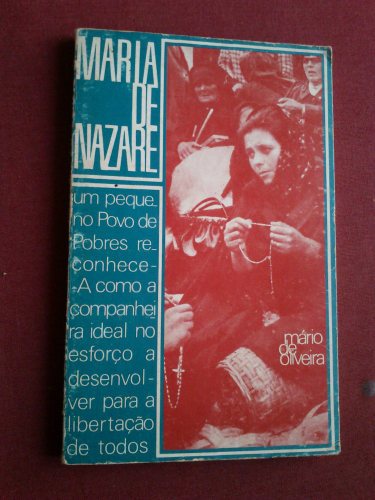 MARIA
DE
NAZARÉ
um peque
no Povo de
Pobres re-
conhece-
-A como a
companhei
ra ideal no
esforço a
desenvol-
ver para a
libertação
de todos
mário
de
oliveira